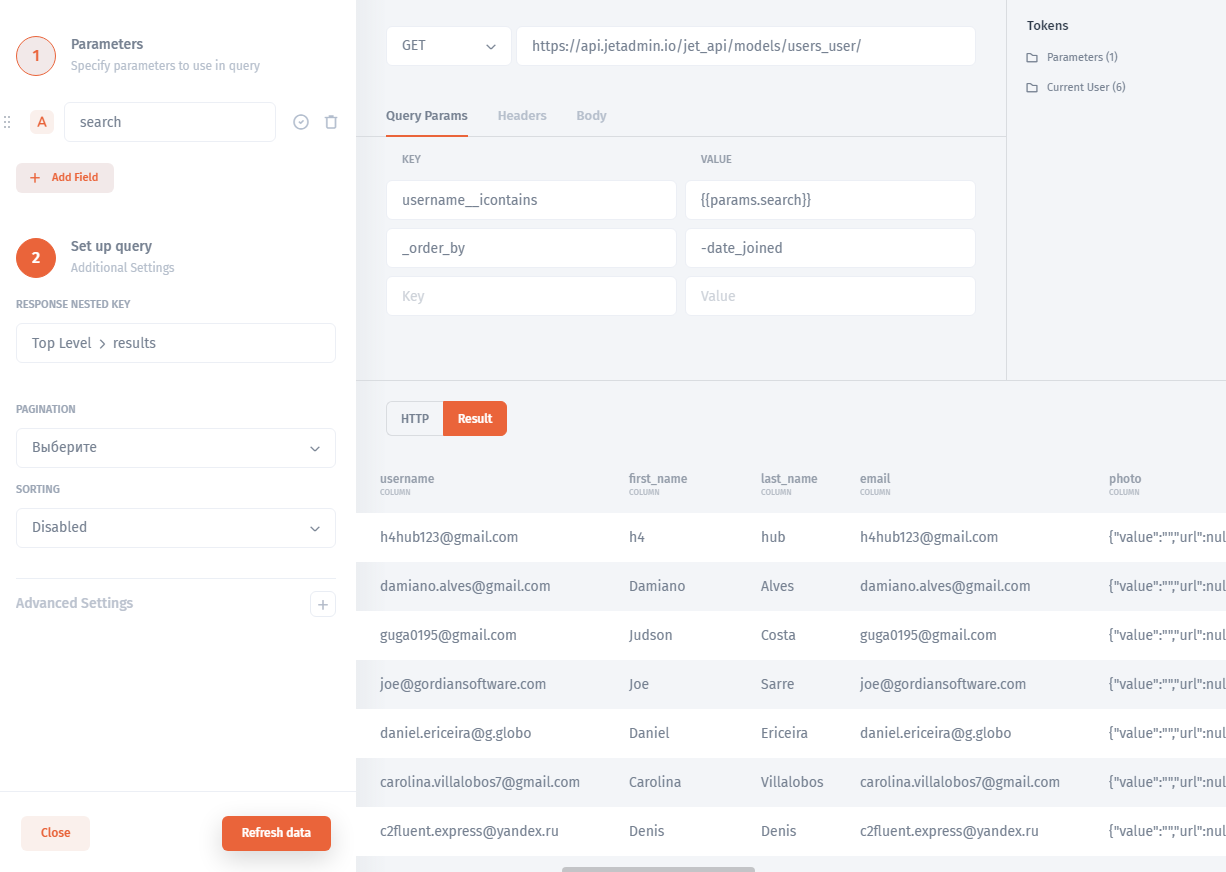 1
Parameters
Specify parameters to use in query
A
search
+ Add Field
2
Set up query
Additional Settings
RESPONSE NESTED KEY
Top Level > results
PAGINATION
Выберите
SORTING
Disabled
Advanced Settings
+
Close
Refresh data
GET
https://api.jetadmin.io/jet_api/models/users_user/
Query Params Headers Body
KEY VALUE
username__icontains {{params.search}}
_order_by -date_joined
Key Value
Tokens
Parameters (1)
Current User (6)
HTTP Result
username first_name last_name email photo
COLUMN COLUMN COLUMN COLUMN COLUMN
h4hub123@gmail.com h4 hub h4hub123@gmail.com {"value":"","url":nul
damiano.alves@gmail.com Damiano Alves damiano.alves@gmail.com {"value":"","url":nul
guga0195@gmail.com Judson Costa guga0195@gmail.com {"value":"","url":nul
joe@gordiansoftware.com Joe Sarre joe@gordiansoftware.com {"value":"","url":nul
daniel.ericeira@g.globo Daniel Ericeira daniel.ericeira@g.globo {"value":"","url":nul
carolina.villalobos7@gmail.com Carolina Villalobos carolina.villalobos7@gmail.com {"value":"","url":nul
c2fluent.express@yandex.ru Denis Denis c2fluent.express@yandex.ru {"value":"","url":nul